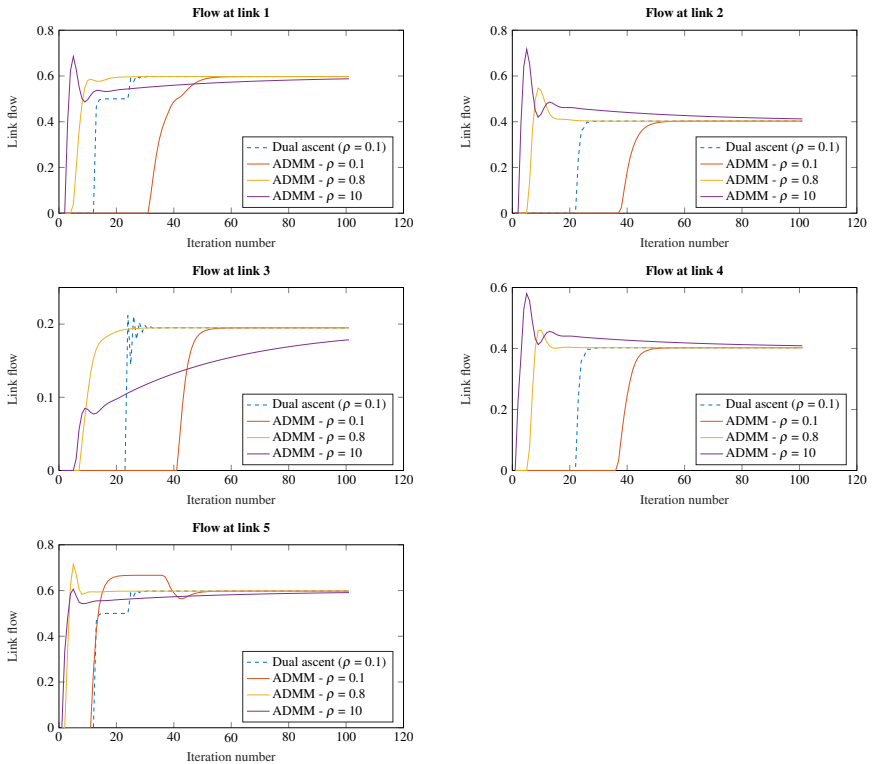 Flow at link 1
0.8
0.6
0.4
0.2
0
Link flow
Dual ascent (ρ = 0.1)
ADMM - ρ = 0.1
ADMM - ρ = 0.8
ADMM - ρ = 10
0 20 40 60 80 100 120
Iteration number
Flow at link 2
0.8
0.6
0.4
0.2
0
Link flow
Dual ascent (ρ = 0.1)
ADMM - ρ = 0.1
ADMM - ρ = 0.8
ADMM - ρ = 10
0 20 40 60 80 100 120
Iteration number
Flow at link 3
0.2
0.1
0
Link flow
Dual ascent (ρ = 0.1)
ADMM - ρ = 0.1
ADMM - ρ = 0.8
ADMM - ρ = 10
0 20 40 60 80 100 120
Iteration number
Flow at link 4
0.6
0.4
0.2
0
Link flow
Dual ascent (ρ = 0.1)
ADMM - ρ = 0.1
ADMM - ρ = 0.8
ADMM - ρ = 10
0 20 40 60 80 100 120
Iteration number
Flow at link 5
0.8
0.6
0.4
0.2
0
Link flow
Dual ascent (ρ = 0.1)
ADMM - ρ = 0.1
ADMM - ρ = 0.8
ADMM - ρ = 10
0 20 40 60 80 100 120
Iteration number